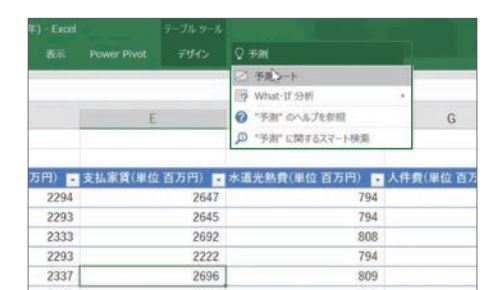 年) - Excel テーブル ツール
表示 Power Pivot デザイン 予測
予測シート
What-If 分析
"予測" のヘルプを参照
"予測" に関するスマート検索
E G
万円) 支払家賃(単位 百万円) 水道光熱費(単位 百万円) 人件費(単位 百万
2294 2647 794
2293 2645 794
2333 2692 808
2293 2222 794
2337 2696 809